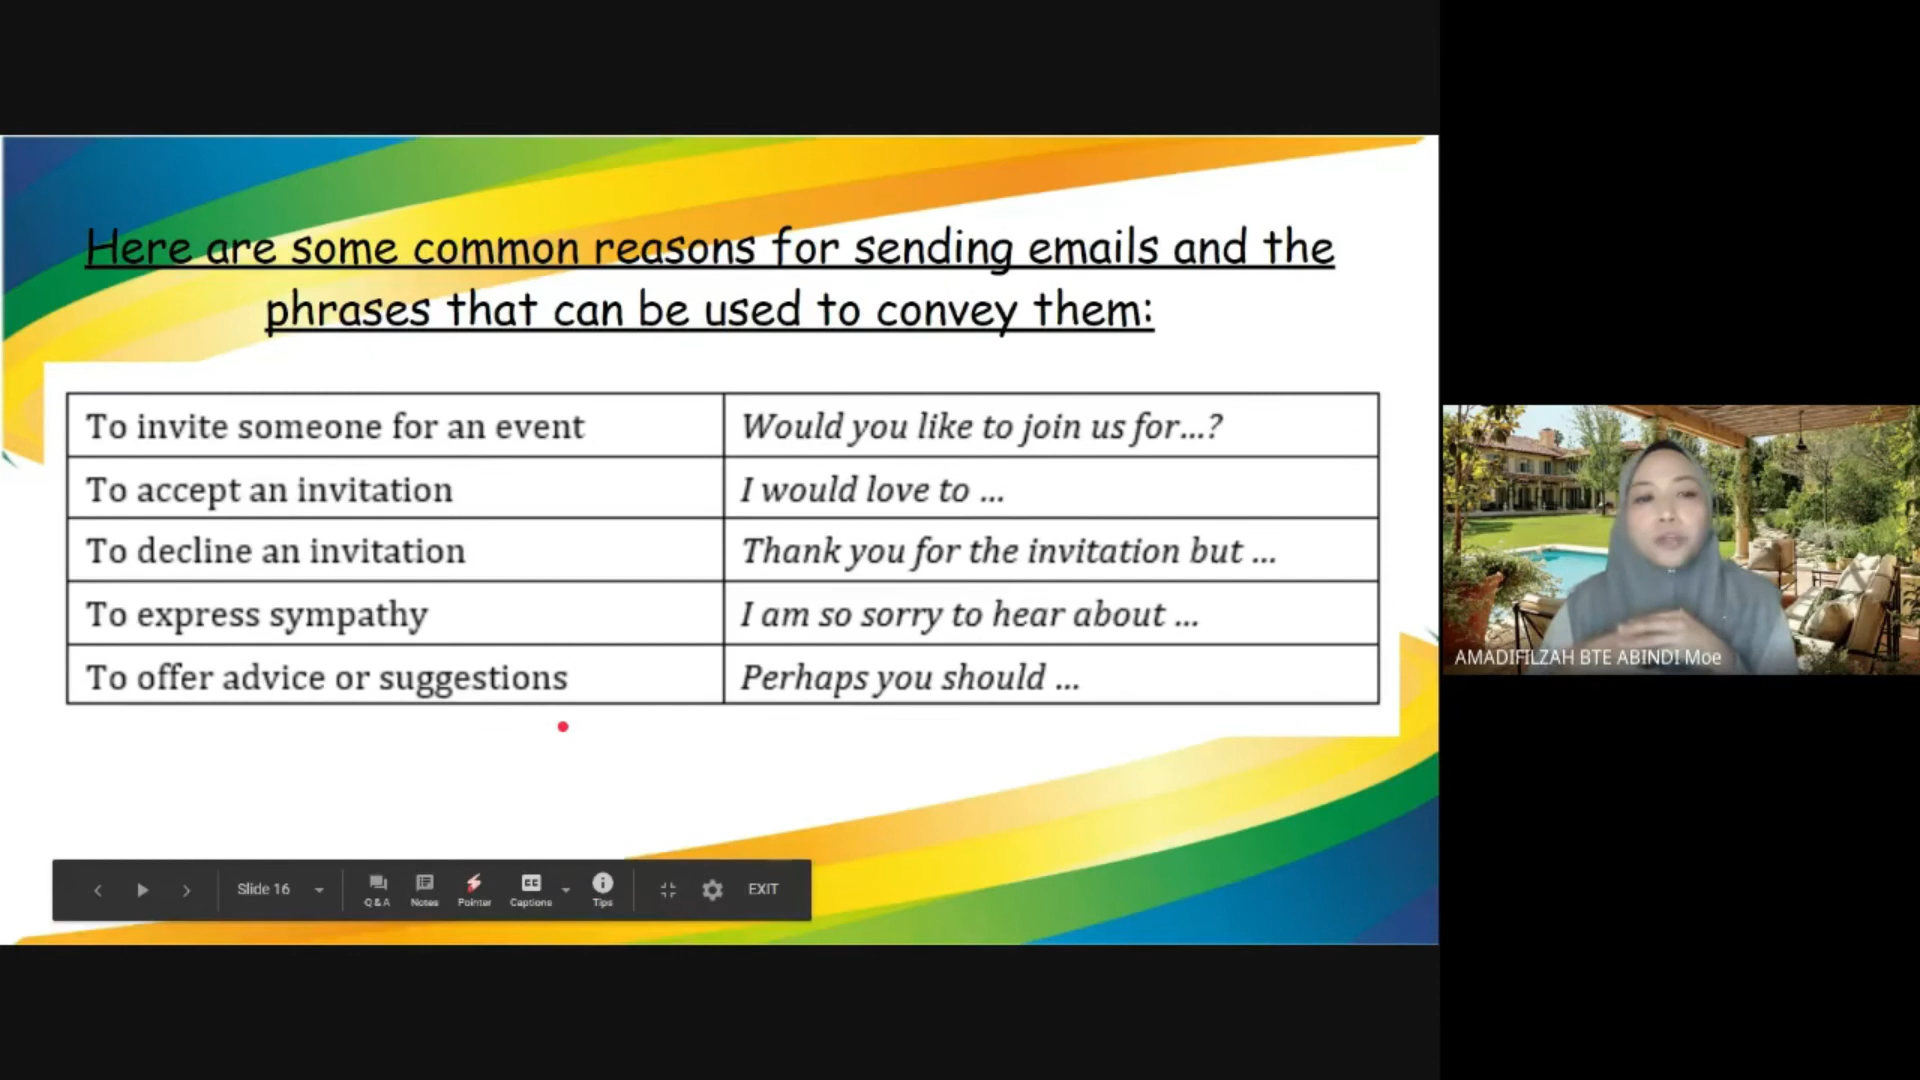 Here are some common reasons for sending emails and the
phrases that can be used to convey them:
To invite someone for an event
Would you like to join us for...?
To accept an invitation
I would love to ...
To decline an invitation
Thank you for the invitation but ...
To express sympathy
I am so sorry to hear about ...
To offer advice or suggestions
Perhaps you should ...
Slide 16
Q & A
Notes
Pointer
CC
Captions
Tips
EXIT
AMADIFILZAH BTE ABINDI Moe